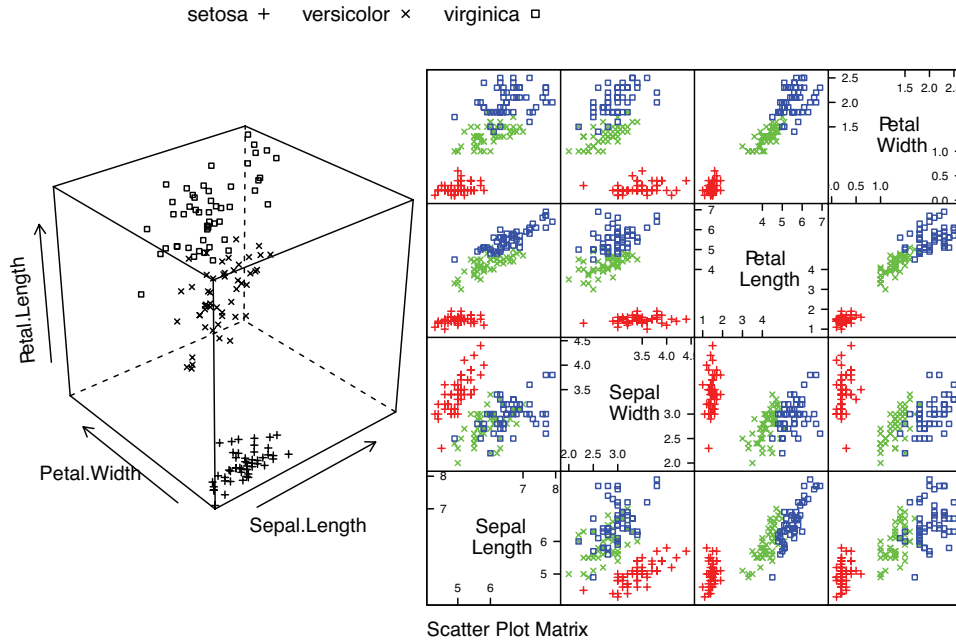 setosa + versicolor × virginica □
Petal.Length
Petal.Width
Sepal.Length
2.5
2.0
1.5
1.0
1.5 2.0 2.5
Petal
Width
0.5
0.0
0.0 0.5 1.0
7
6
5
4
4 5 6 7
Petal
Length
4
3
2
1
1 2 3 4
4.5
4.0
3.5
3.5 4.0 4.5
Sepal
Width
3.0
2.5
2.0
2.0 2.5 3.0
8
7
7 8
Sepal
Length
6
5
5 6
Scatter Plot Matrix